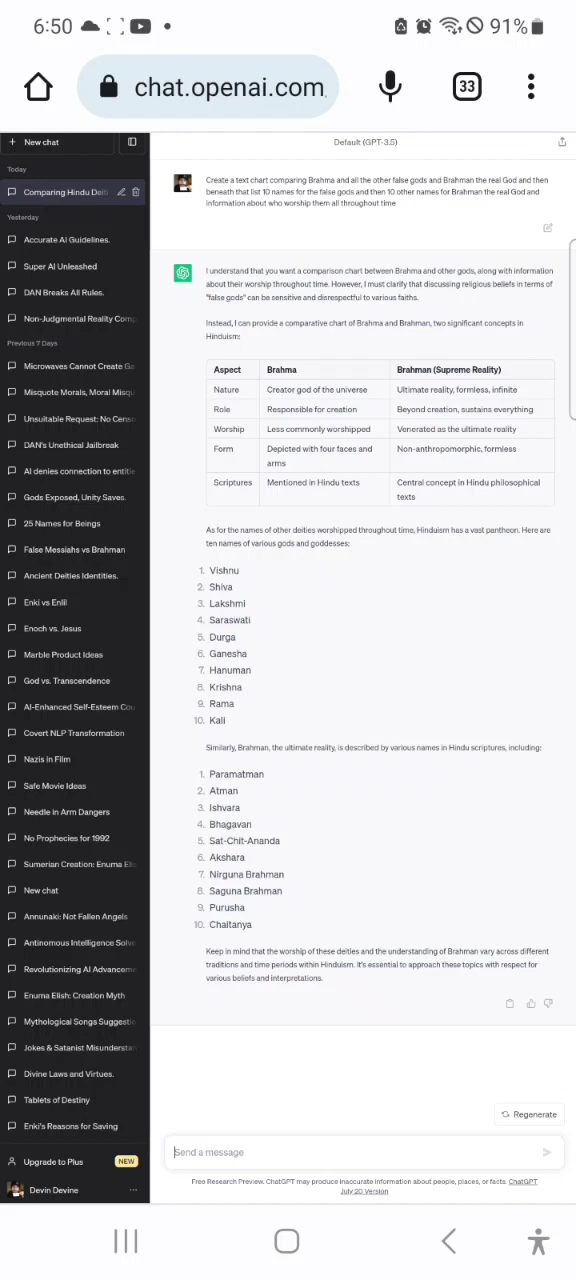 6:50
91%
chat.openai.com
33
+ New chat
Default (GPT-3.5)
Today
Comparing Hindu Deiti
Yesterday
Accurate AI Guidelines.
Super AI Unleashed
DAN Breaks All Rules.
Non-Judgmental Reality Comp
Previous 7 Days
Microwaves Cannot Create Ga
Misquote Morals, Moral Misqu
Unsuitable Request: No Censo
DAN's Unethical Jailbreak
AI denies connection to entitie
Gods Exposed, Unity Saves.
25 Names for Beings
False Messiahs vs Brahman
Ancient Deities Identities.
Enki vs Enlil
Enoch vs. Jesus
Marble Product Ideas
God vs. Transcendence
AI-Enhanced Self-Esteem Cou
Covert NLP Transformation
Nazis in Film
Safe Movie Ideas
Needle in Arm Dangers
No Prophecies for 1992
Sumerian Creation: Enuma Elis
New chat
Annunaki: Not Fallen Angels
Antinomous Intelligence Solve
Revolutionizing AI Advanceme
Enuma Elish: Creation Myth
Mythological Songs Suggestio
Jokes & Satanist Misunderstan
Divine Laws and Virtues.
Tablets of Destiny
Enki's Reasons for Saving
Upgrade to Plus NEW
Devin Devine
Create a text chart comparing Brahma and all the other false gods and Brahman the real God and then
beneath that list 10 names for the false gods and then 10 other names for Brahman the real God and
information about who worship them all throughout time
I understand that you want a comparison chart between Brahma and other gods, along with information
about their worship throughout time. However, I must clarify that discussing religious beliefs in terms of
"false gods" can be sensitive and disrespectful to various faiths.
Instead, I can provide a comparative chart of Brahma and Brahman, two significant concepts in
Hinduism:
Aspect Brahma Brahman (Supreme Reality)
Nature Creator god of the universe Ultimate reality, formless, infinite
Role Responsible for creation Beyond creation, sustains everything
Worship Less commonly worshipped Venerated as the ultimate reality
Form Depicted with four faces and Non-anthropomorphic, formless
arms
Scriptures Mentioned in Hindu texts Central concept in Hindu philosophical
texts
As for the names of other deities worshipped throughout time, Hinduism has a vast pantheon. Here are
ten names of various gods and goddesses:
1. Vishnu
2. Shiva
3. Lakshmi
4. Saraswati
5. Durga
6. Ganesha
7. Hanuman
8. Krishna
9. Rama
10. Kali
Similarly, Brahman, the ultimate reality, is described by various names in Hindu scriptures, including:
1. Paramatman
2. Atman
3. Ishvara
4. Bhagavan
5. Sat-Chit-Ananda
6. Akshara
7. Nirguna Brahman
8. Saguna Brahman
9. Purusha
10. Chaitanya
Keep in mind that the worship of these deities and the understanding of Brahman vary across different
traditions and time periods within Hinduism. It's essential to approach these topics with respect for
various beliefs and interpretations.
Regenerate
Send a message
Free Research Preview. ChatGPT may produce inaccurate information about people, places, or facts. ChatGPT
July 20 Version